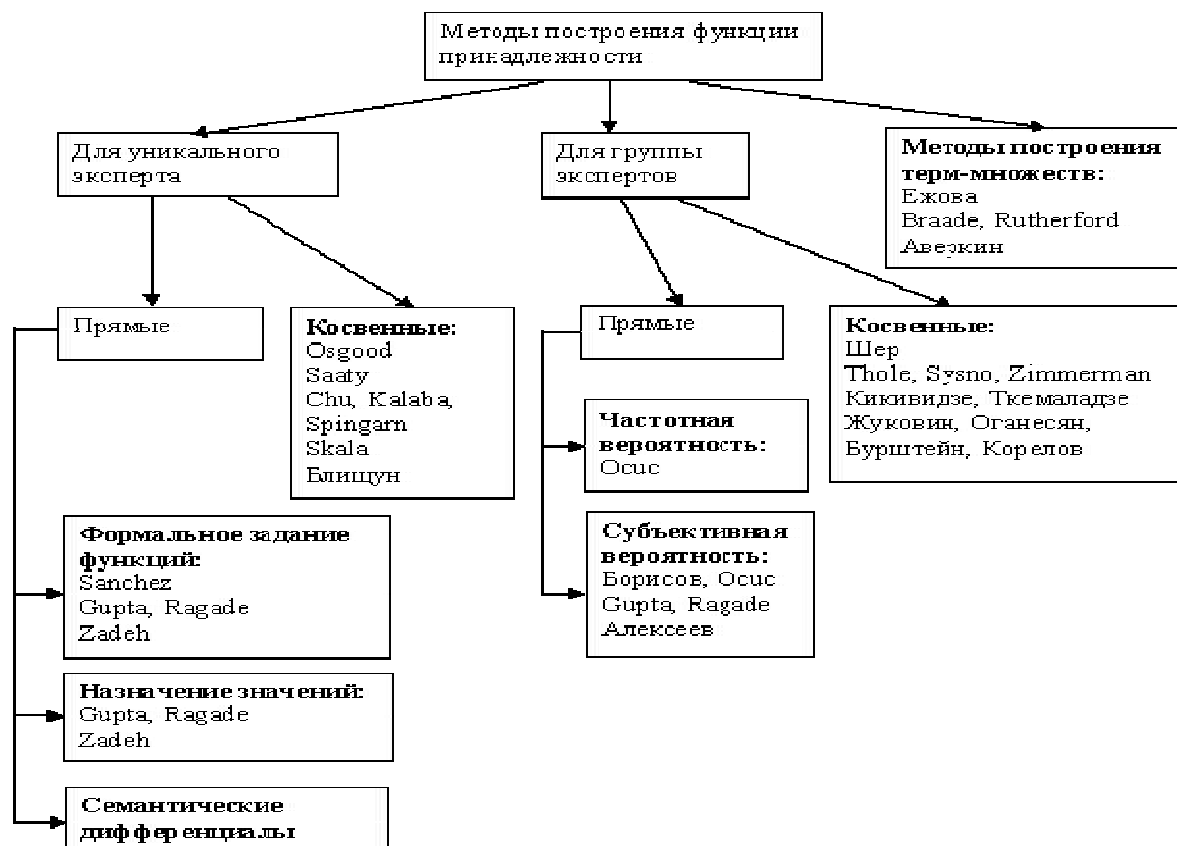 Методы построения функции
прикадлежности
Для уникального
эксперта
Для группы
экспертов
Методы построения
терм-множеств:
Ежова
Braade, Rutherford
Аверкин
Прямые
Косвенные:
Osgood
Saaty
Chu, Kalaba,
Spingarn
Skala
Блищун
Прямые
Косвенные:
Шер
Thole, Sysno, Zimmerman
Кикивидзе, Ткемаладзе
Жуковин, Оганесян,
Бурштейн, Корелов
Частотная
вероятность:
Осис
Формальное задание
функций:
Sanchez
Gupta, Ragade
Zadeh
Субъективная
вероятность:
Борисов, Осис
Gupta, Ragade
Алексеев
Назначение значений:
Gupta, Ragade
Zadeh
Семантические
дифференциалы